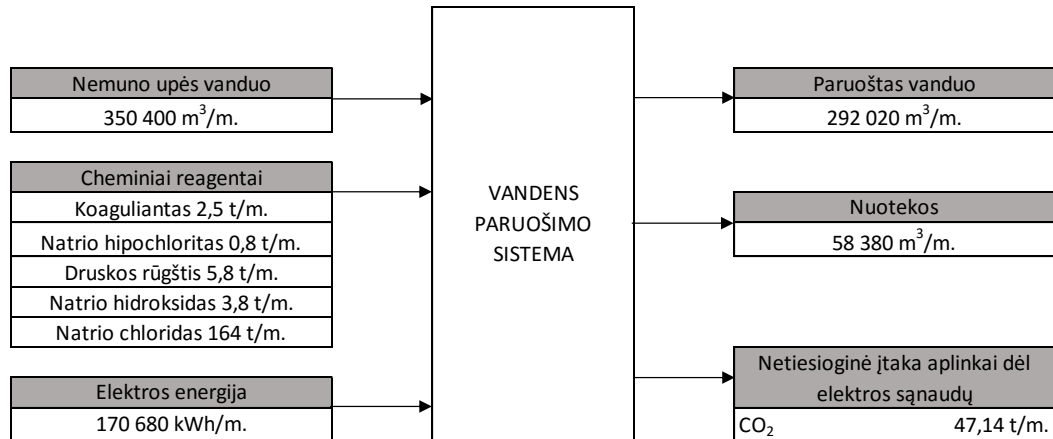 Nemuno upės vanduo
350 400 m³/m.
Cheminiai reagentai
Koaguliantas 2,5 t/m.
Natrio hipochloritas 0,8 t/m.
Druskos rūgštis 5,8 t/m.
Natrio hidroksidas 3,8 t/m.
Natrio chloridas 164 t/m.
Elektros energija
170 680 kWh/m.
VANDENS
PARUOŠIMO
SISTEMA
Paruoštas vanduo
292 020 m³/m.
Nuotekos
58 380 m³/m.
Netiesioginė įtaka aplinkai dėl
elektros sąnaudų
CO₂ 47,14 t/m.